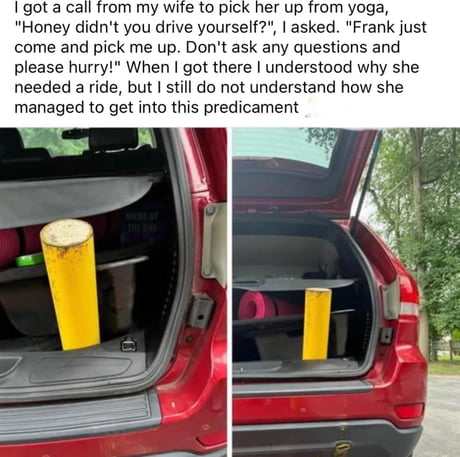 I got a call from my wife to pick her up from yoga,
"Honey didn't you drive yourself?", I asked. "Frank just
come and pick me up. Don't ask any questions and
please hurry!" When I got there I understood why she
needed a ride, but I still do not understand how she
managed to get into this predicament